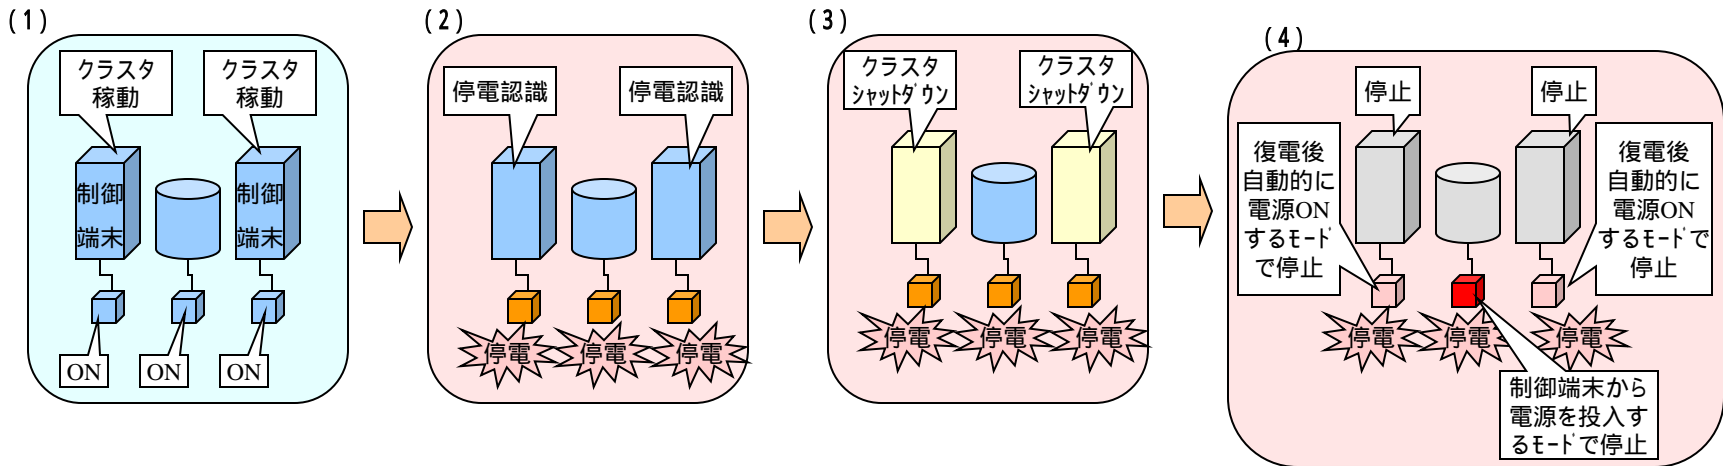 (1)
クラスタ
稼動
クラスタ
稼動
制御
端末
制御
端末
ON
ON
ON
(2)
停電認識
停電認識
停電
停電
停電
(3)
クラスタ
ｼｬｯﾄﾀﾞｳﾝ
クラスタ
ｼｬｯﾄﾀﾞｳﾝ
停電
停電
停電
(4)
停止
停止
復電後
自動的に
電源ON
するﾓｰﾄﾞ
で停止
復電後
自動的に
電源ON
するﾓｰﾄﾞで
停止
停電
停電
停電
制御端末から
電源を投入す
るﾓｰﾄﾞで停止